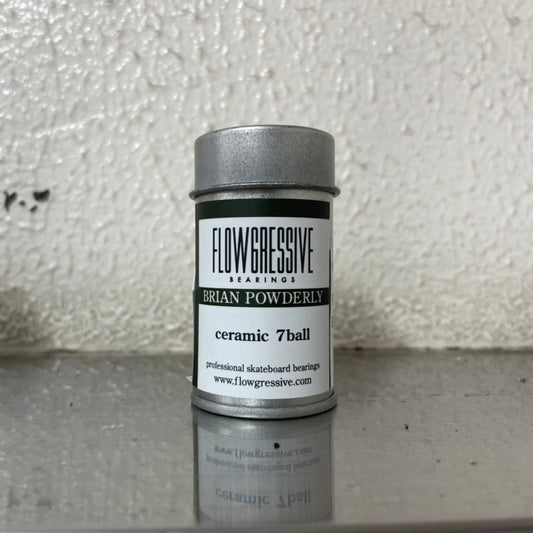 FLOWGRESSIVE
BEARINGS
BRIAN POWDERLY
ceramic 7ball
professional skateboard bearings
www.flowgressive.com